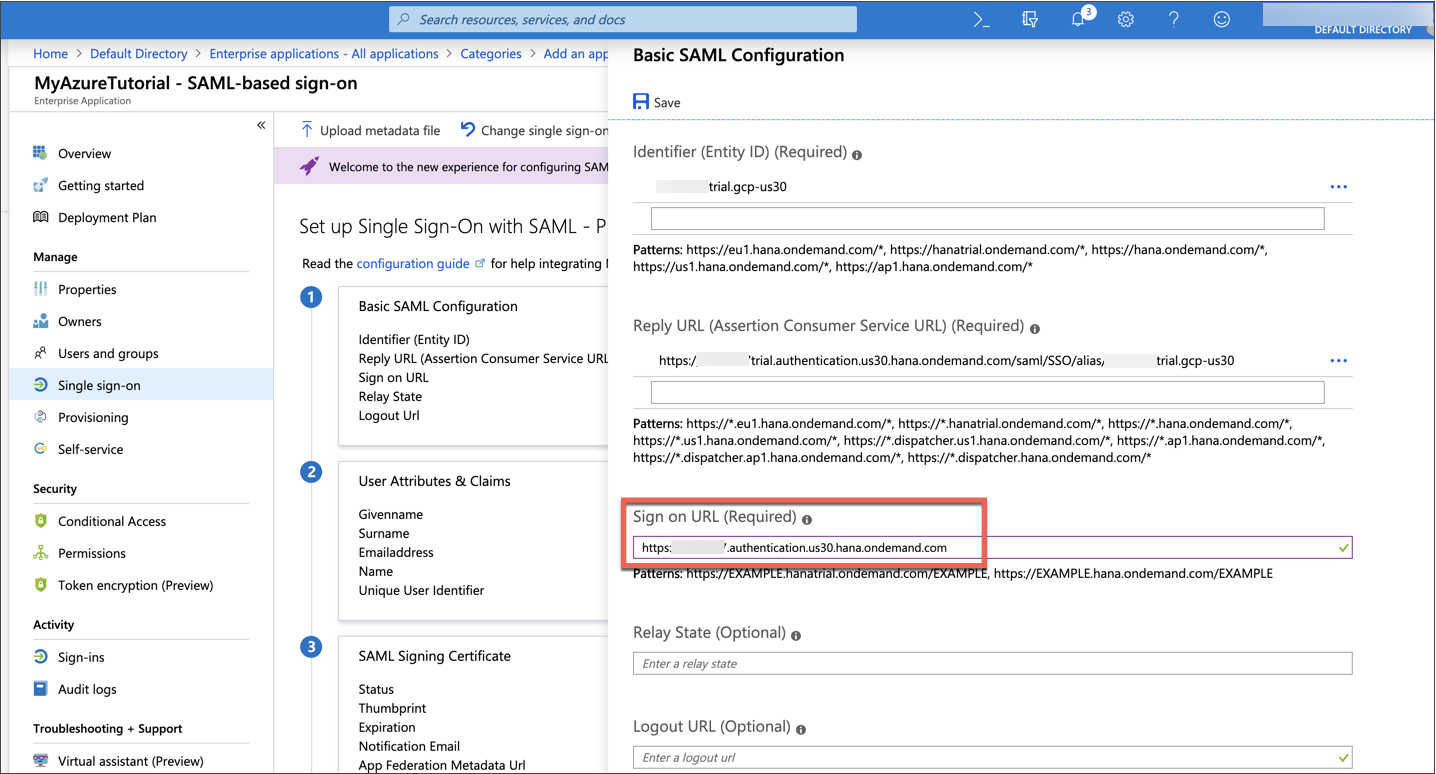 Search resources, services, and docs
3
DEFAULT DIRECTORY
Home > Default Directory > Enterprise applications - All applications > Categories > Add an app
MyAzureTutorial - SAML-based sign-on
Enterprise Application
«
Overview
Getting started
Deployment Plan
Manage
Properties
Owners
Users and groups
Single sign-on
Provisioning
Self-service
Security
Conditional Access
Permissions
Token encryption (Preview)
Activity
Sign-ins
Audit logs
Troubleshooting + Support
Virtual assistant (Preview)
Upload metadata file
Change single sign-on
Welcome to the new experience for configuring SAM
Set up Single Sign-On with SAML - P
Read the configuration guide for help integrating
1
Basic SAML Configuration
Identifier (Entity ID)
Reply URL (Assertion Consumer Service URL
Sign on URL
Relay State
Logout Url
2
User Attributes & Claims
Givenname
Surname
Emailaddress
Name
Unique User Identifier
3
SAML Signing Certificate
Status
Thumbprint
Expiration
Notification Email
App Federation Metadata Url
Basic SAML Configuration
Save
Identifier (Entity ID) (Required)
trial.gcp-us30
Patterns: https://eu1.hana.ondemand.com/*, https://hanatrial.ondemand.com/*, https://hana.ondemand.com/*,
https://us1.hana.ondemand.com/*, https://ap1.hana.ondemand.com/*
Reply URL (Assertion Consumer Service URL) (Required)
https:/ trial.authentication.us30.hana.ondemand.com/saml/SSO/alias/ trial.gcp-us30
Patterns: https://*.eu1.hana.ondemand.com/*, https://*.hanatrial.ondemand.com/*, https://*.hana.ondemand.com/*,
https://*.us1.hana.ondemand.com/*, https://*.dispatcher.us1.hana.ondemand.com/*, https://*.ap1.hana.ondemand.com/*,
https://*.dispatcher.ap1.hana.ondemand.com/*, https://*.dispatcher.hana.ondemand.com/*
Sign on URL (Required)
https: .authentication.us30.hana.ondemand.com
Patterns: https://EXAMPLE.hanatrial.ondemand.com/EXAMPLE, https://EXAMPLE.hana.ondemand.com/EXAMPLE
Relay State (Optional)
Enter a relay state
Logout URL (Optional)
Enter a logout url